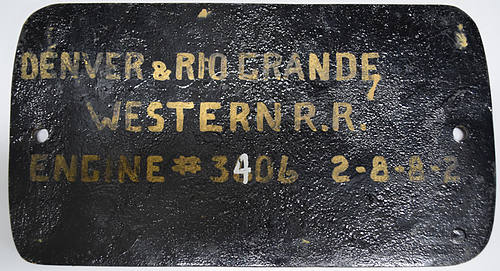 DENVER & RIO GRANDE,
WESTERN R.R.
ENGINE # 3406 2-8-8-2